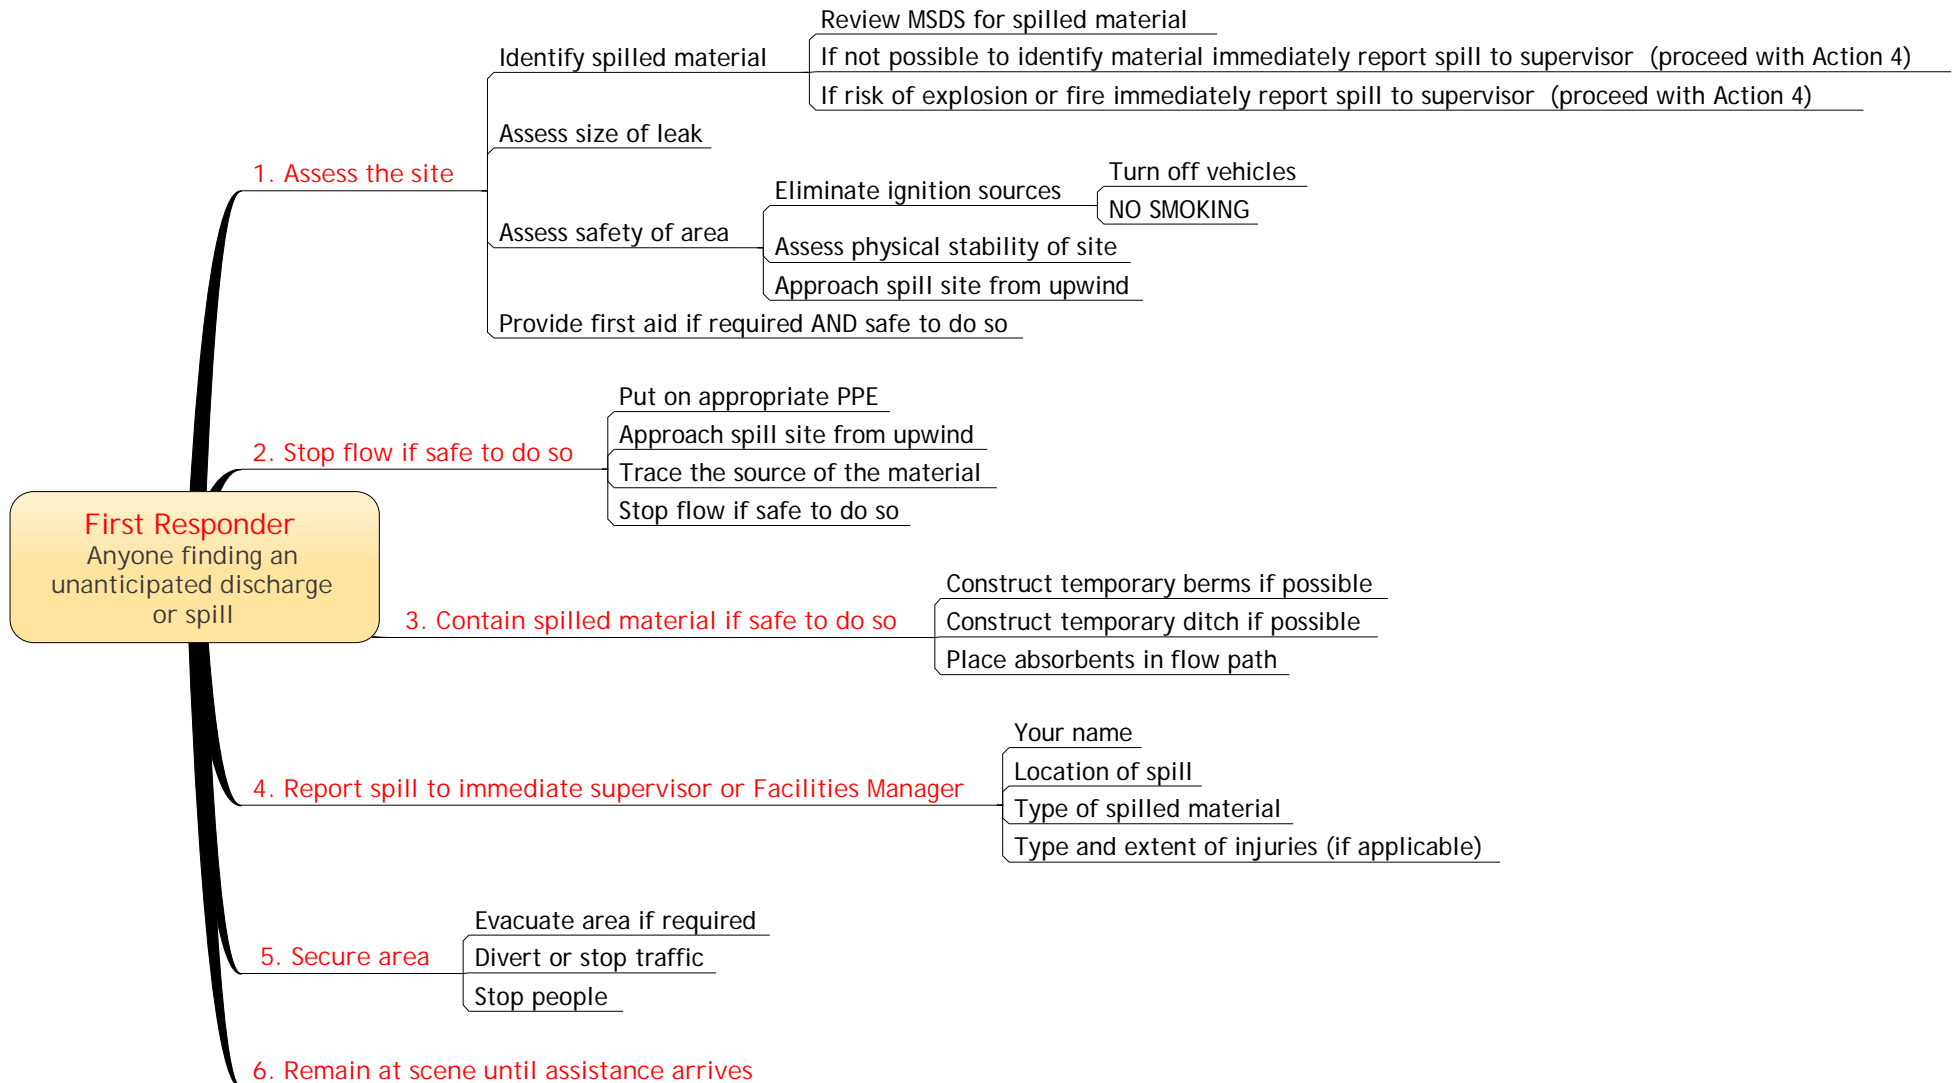 First Responder
Anyone finding an
unanticipated discharge
or spill
1. Assess the site
Identify spilled material
Review MSDS for spilled material
If not possible to identify material immediately report spill to supervisor (proceed with Action 4)
If risk of explosion or fire immediately report spill to supervisor (proceed with Action 4)
Assess size of leak
Assess safety of area
Eliminate ignition sources
Turn off vehicles
NO SMOKING
Assess physical stability of site
Approach spill site from upwind
Provide first aid if required AND safe to do so
2. Stop flow if safe to do so
Put on appropriate PPE
Approach spill site from upwind
Trace the source of the material
Stop flow if safe to do so
3. Contain spilled material if safe to do so
Construct temporary berms if possible
Construct temporary ditch if possible
Place absorbents in flow path
4. Report spill to immediate supervisor or Facilities Manager
Your name
Location of spill
Type of spilled material
Type and extent of injuries (if applicable)
5. Secure area
Evacuate area if required
Divert or stop traffic
Stop people
6. Remain at scene until assistance arrives